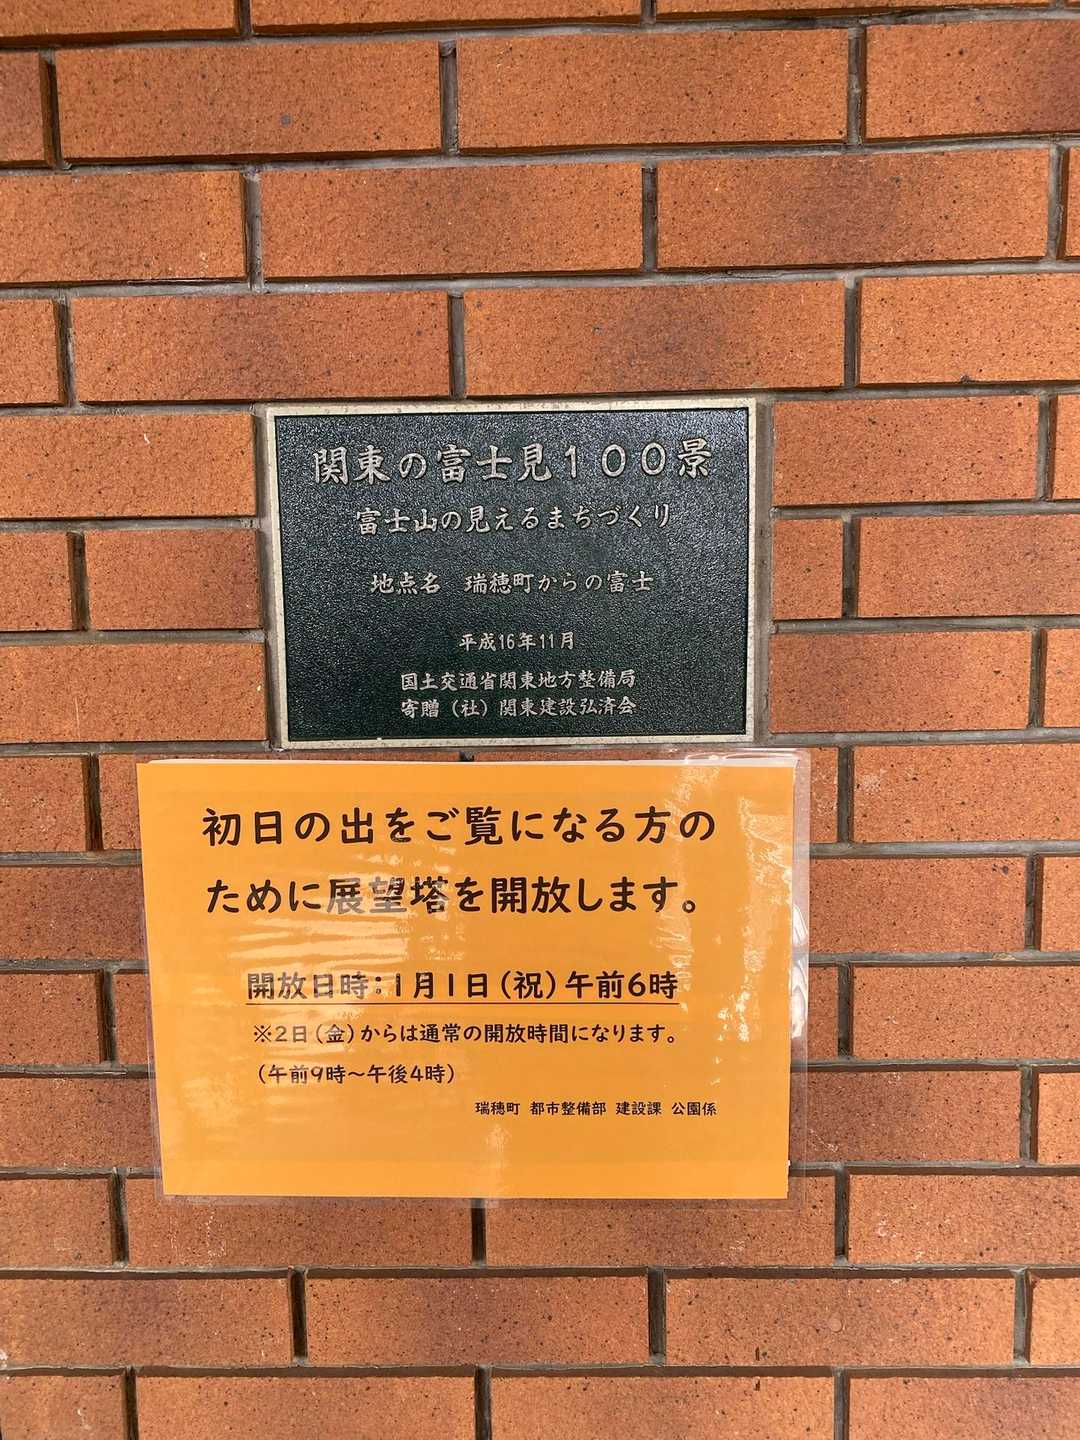 関東の富士見１００景
富士山の見えるまちづくり
地点名　瑞穂町からの富士
平成16年11月
国土交通省関東地方整備局
寄贈（社）関東建設弘済会
初日の出をご覧になる方の
ために展望塔を開放します。
開放日時：1月1日（祝）午前6時
※2日（金）からは通常の開放時間になります。
（午前9時～午後4時）
瑞穂町 都市整備部 建設課 公園係